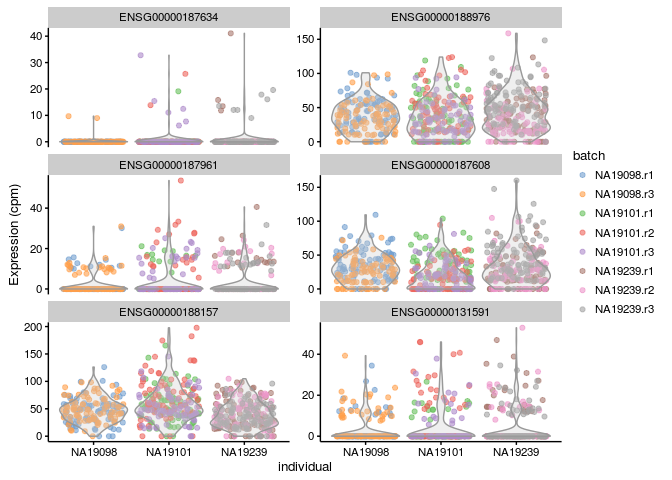 ENSG00000187634
ENSG00000188976
40
30
20
10
0
150
100
50
0
ENSG00000187961
ENSG00000187608
40
20
0
150
100
50
0
ENSG00000188157
ENSG00000131591
200
150
100
50
0
40
20
0
NA19098
NA19101
NA19239
NA19098
NA19101
NA19239
individual
Expression (cpm)
batch
NA19098.r1
NA19098.r3
NA19101.r1
NA19101.r2
NA19101.r3
NA19239.r1
NA19239.r2
NA19239.r3